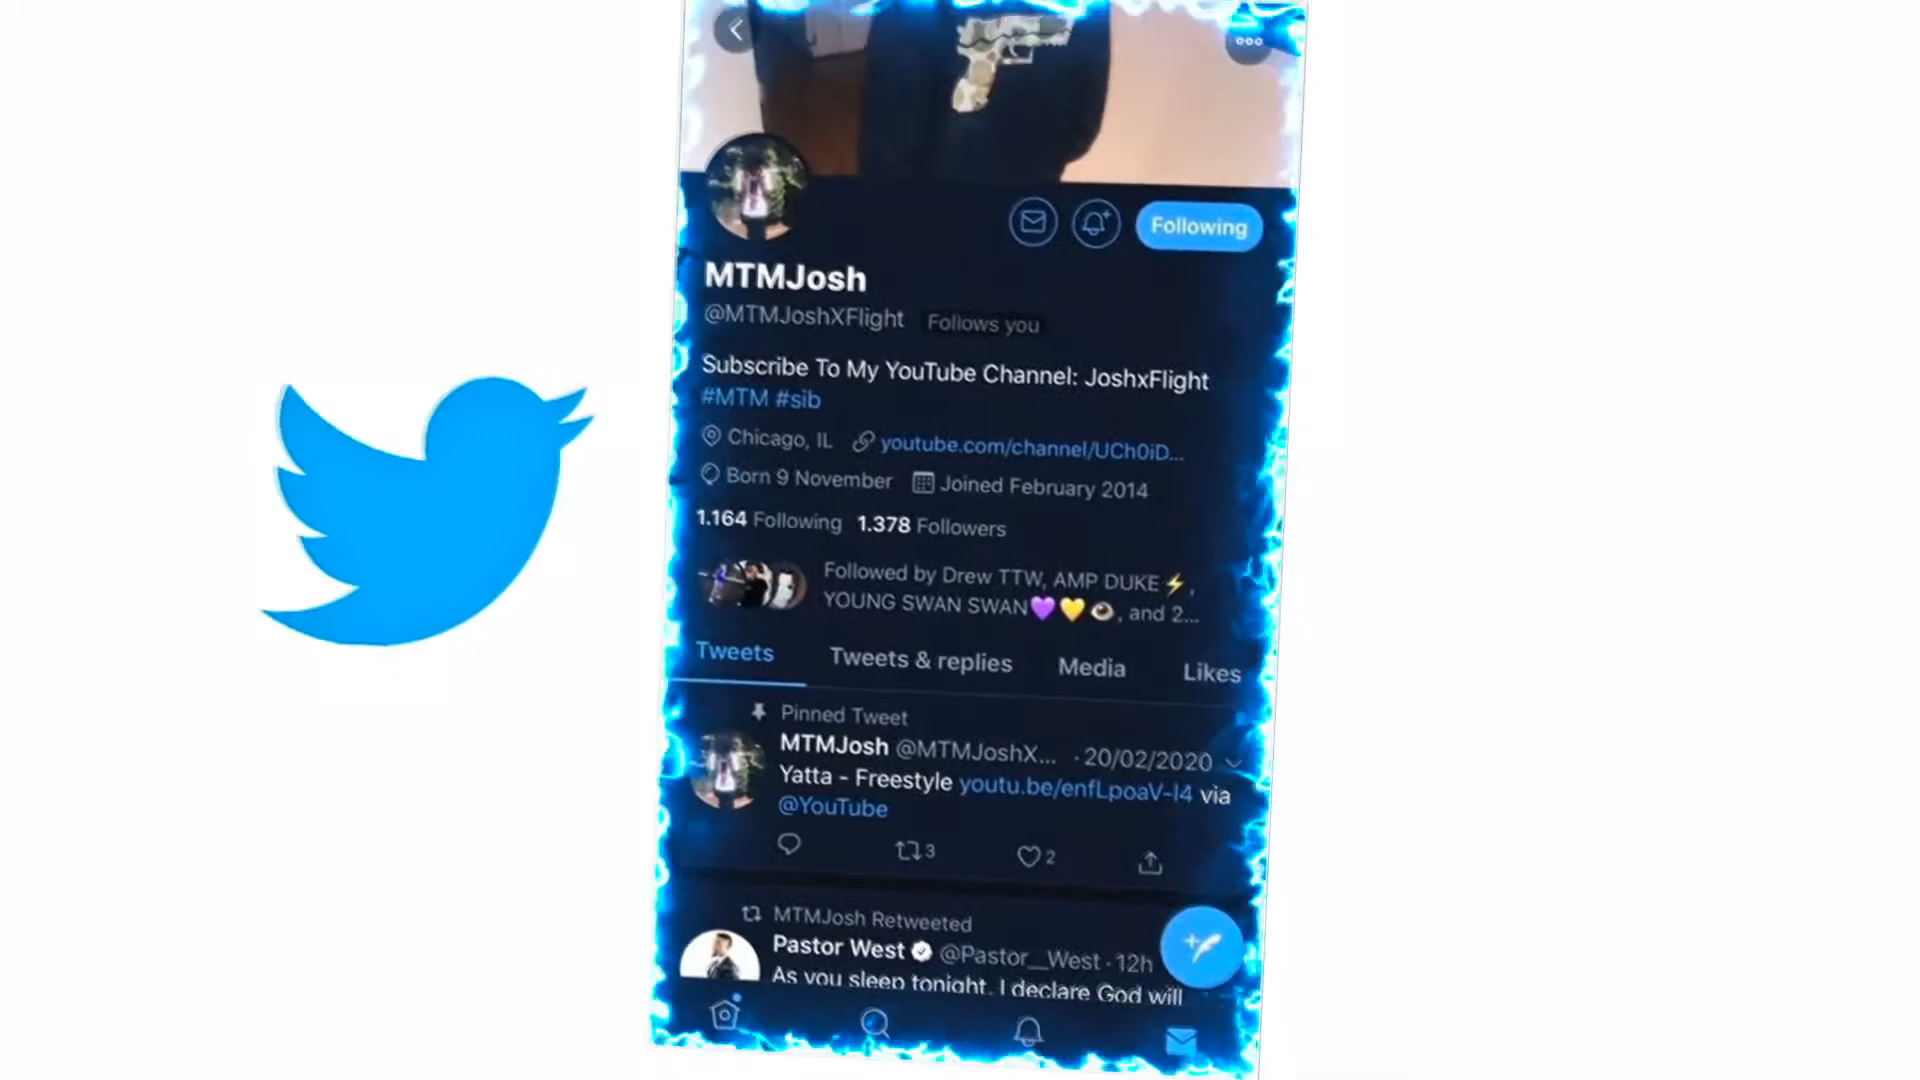 Following
MTMJosh
@MTMJoshXFlight Follows you
Subscribe To My YouTube Channel: JoshxFlight
#MTM #sib
Chicago, IL youtube.com/channel/UCh0iD...
Born 9 November Joined February 2014
1.164 Following 1.378 Followers
Followed by Drew TTW, AMP DUKE⚡,
YOUNG SWAN SWAN💜💛👁, and 2...
Tweets Tweets & replies Media Likes
Pinned Tweet
MTMJosh @MTMJoshX... · 20/02/2020
Yatta - Freestyle youtu.be/enfLpoaV-I4 via
@YouTube
3 2
MTMJosh Retweeted
Pastor West @Pastor__West · 12h
As you sleep tonight, I declare God will